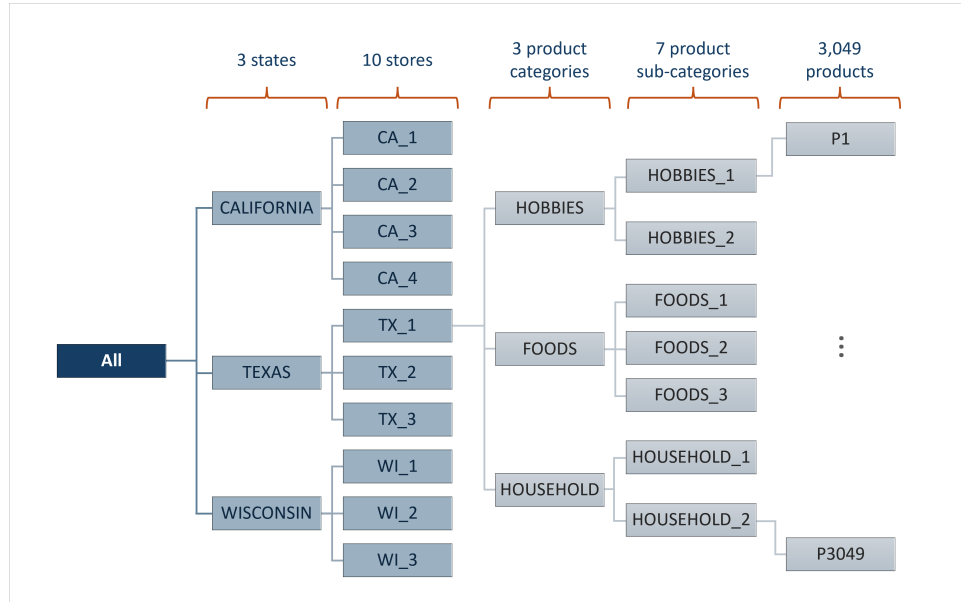 3 states
10 stores
3 product
categories
7 product
sub-categories
3,049
products
All
CALIFORNIA
TEXAS
WISCONSIN
CA_1
CA_2
CA_3
CA_4
TX_1
TX_2
TX_3
WI_1
WI_2
WI_3
HOBBIES
FOODS
HOUSEHOLD
HOBBIES_1
HOBBIES_2
FOODS_1
FOODS_2
FOODS_3
HOUSEHOLD_1
HOUSEHOLD_2
P1
P3049